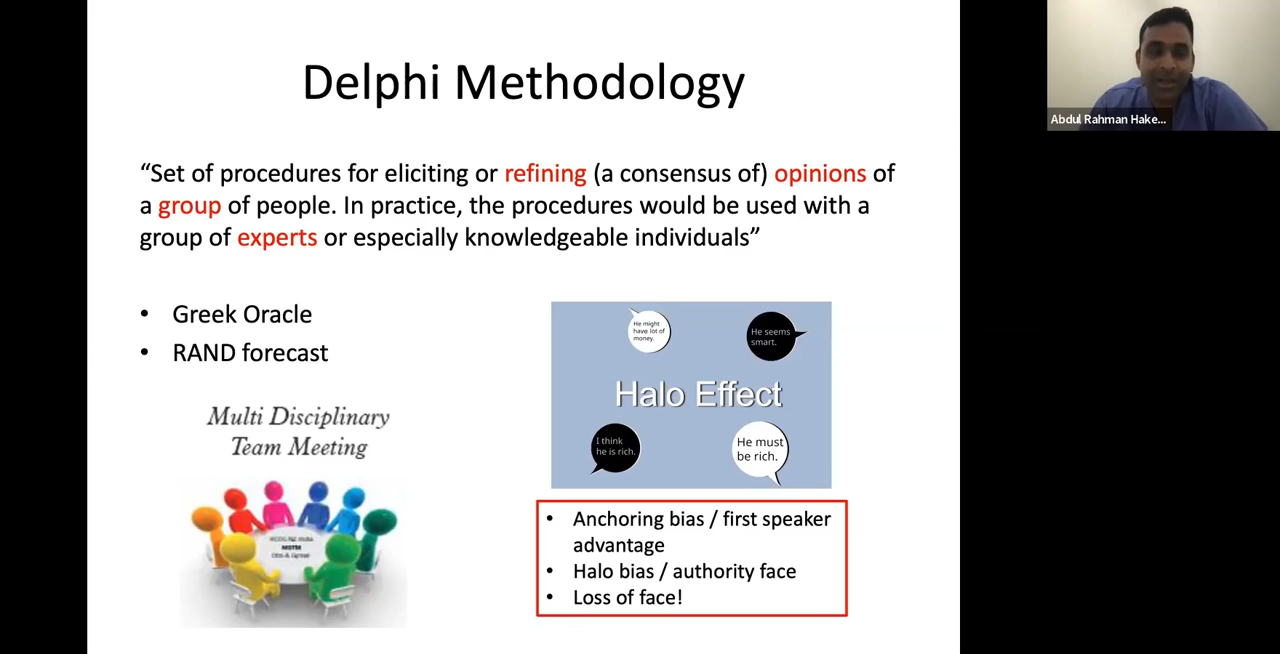 Delphi Methodology
“Set of procedures for eliciting or refining (a consensus of) opinions of
a group of people. In practice, the procedures would be used with a
group of experts or especially knowledgeable individuals”
• Greek Oracle
• RAND forecast
Multi Disciplinary
Team Meeting
He might
have lot of
money.
He seems
smart.
Halo Effect
I think
he is rich.
He must
be rich.
• Anchoring bias / first speaker
advantage
• Halo bias / authority face
• Loss of face!
Abdul Rahman Hake...